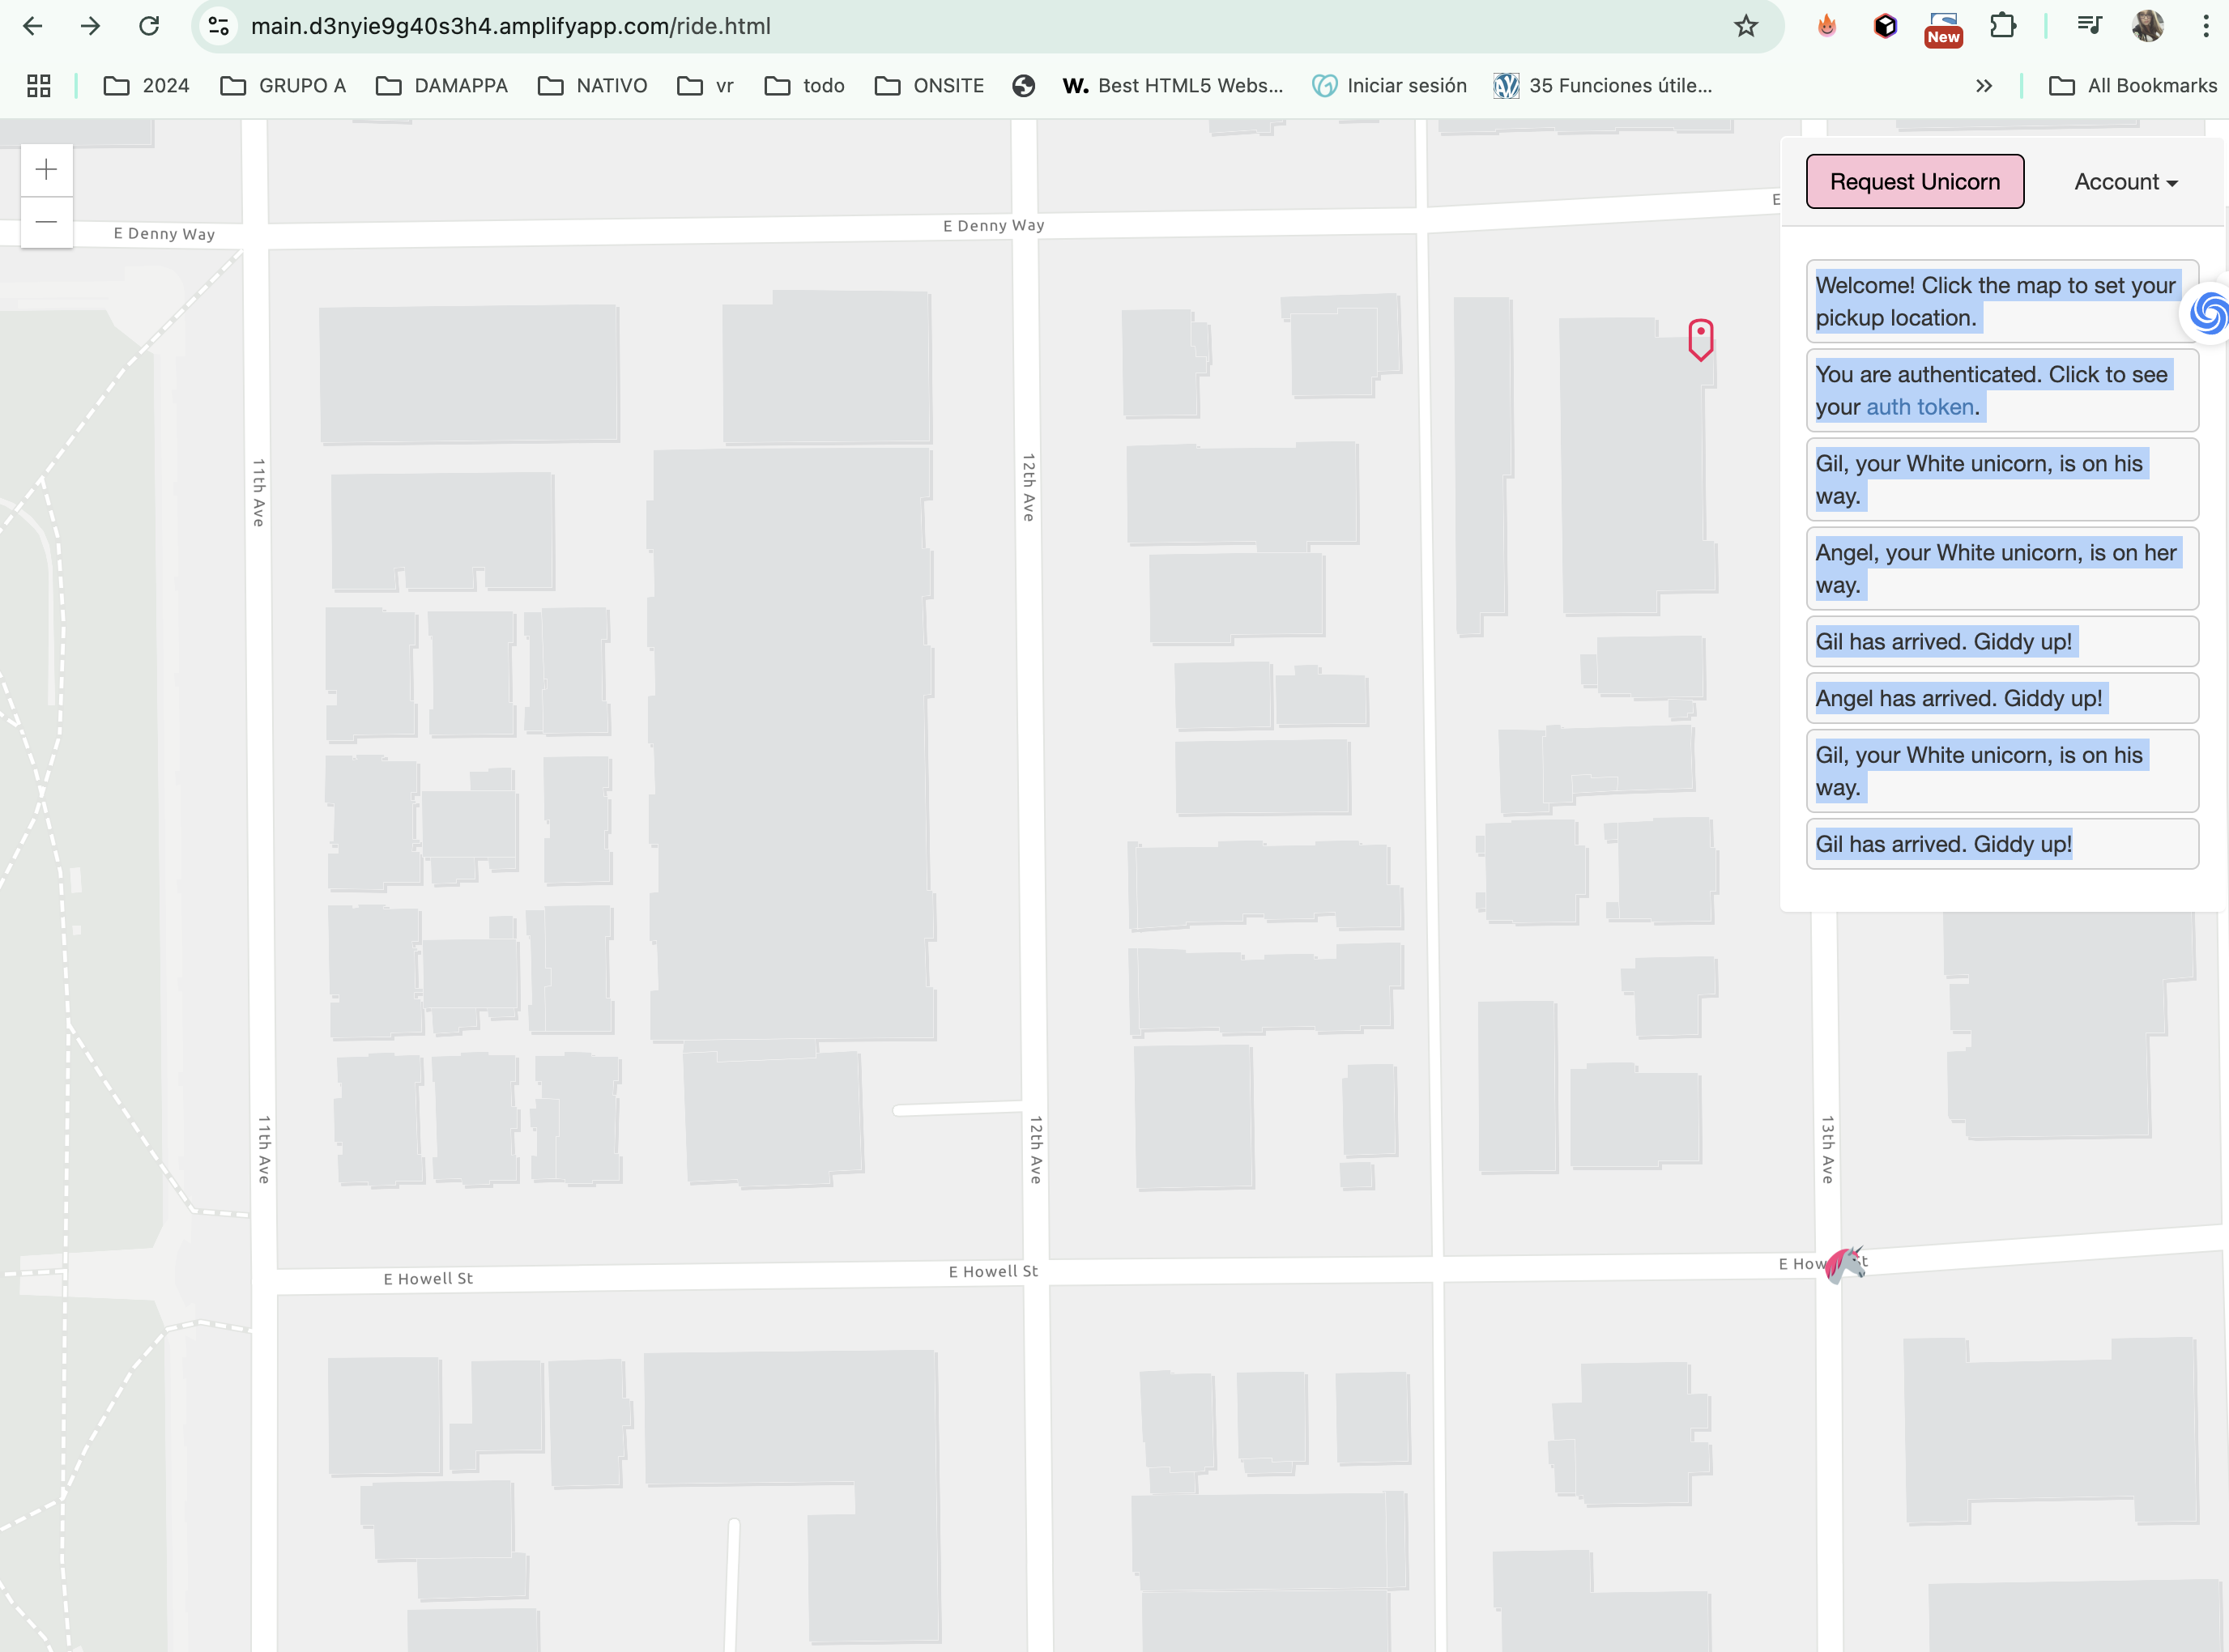 main.d3nyie9g40s3h4.amplifyapp.com/ride.html
New
2024
GRUPO A
DAMAPPA
NATIVO
vr
todo
ONSITE
W. Best HTML5 Webs...
Iniciar sesión
35 Funciones útile...
All Bookmarks
Request Unicorn
Account
E Denny Way
E Denny Way
E
Welcome! Click the map to set your
pickup location.
You are authenticated. Click to see
your auth token.
Gil, your White unicorn, is on his
way.
Angel, your White unicorn, is on her
way.
Gil has arrived. Giddy up!
Angel has arrived. Giddy up!
Gil, your White unicorn, is on his
way.
Gil has arrived. Giddy up!
11th Ave
12th Ave
11th Ave
12th Ave
13th Ave
E Howell St
E Howell St